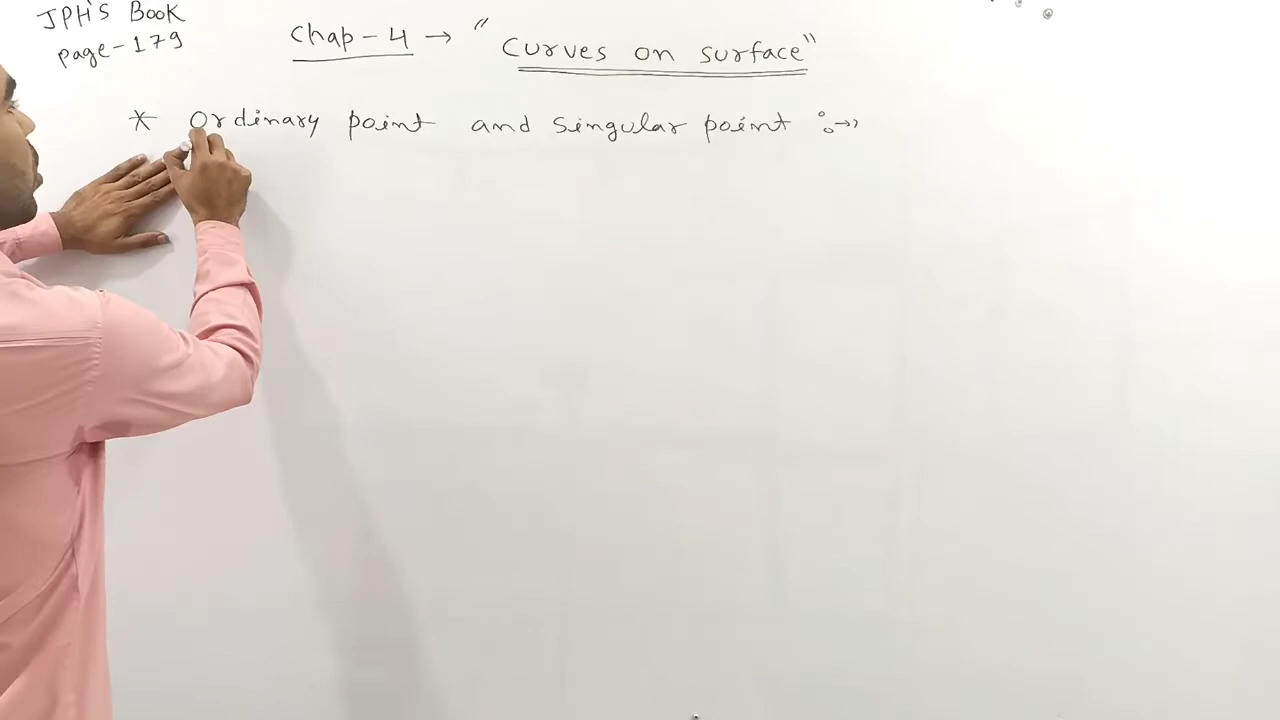 JPH'S Book
page-179
Chap-4 → "Curves on surface"
* Ordinary point and Singular point :→